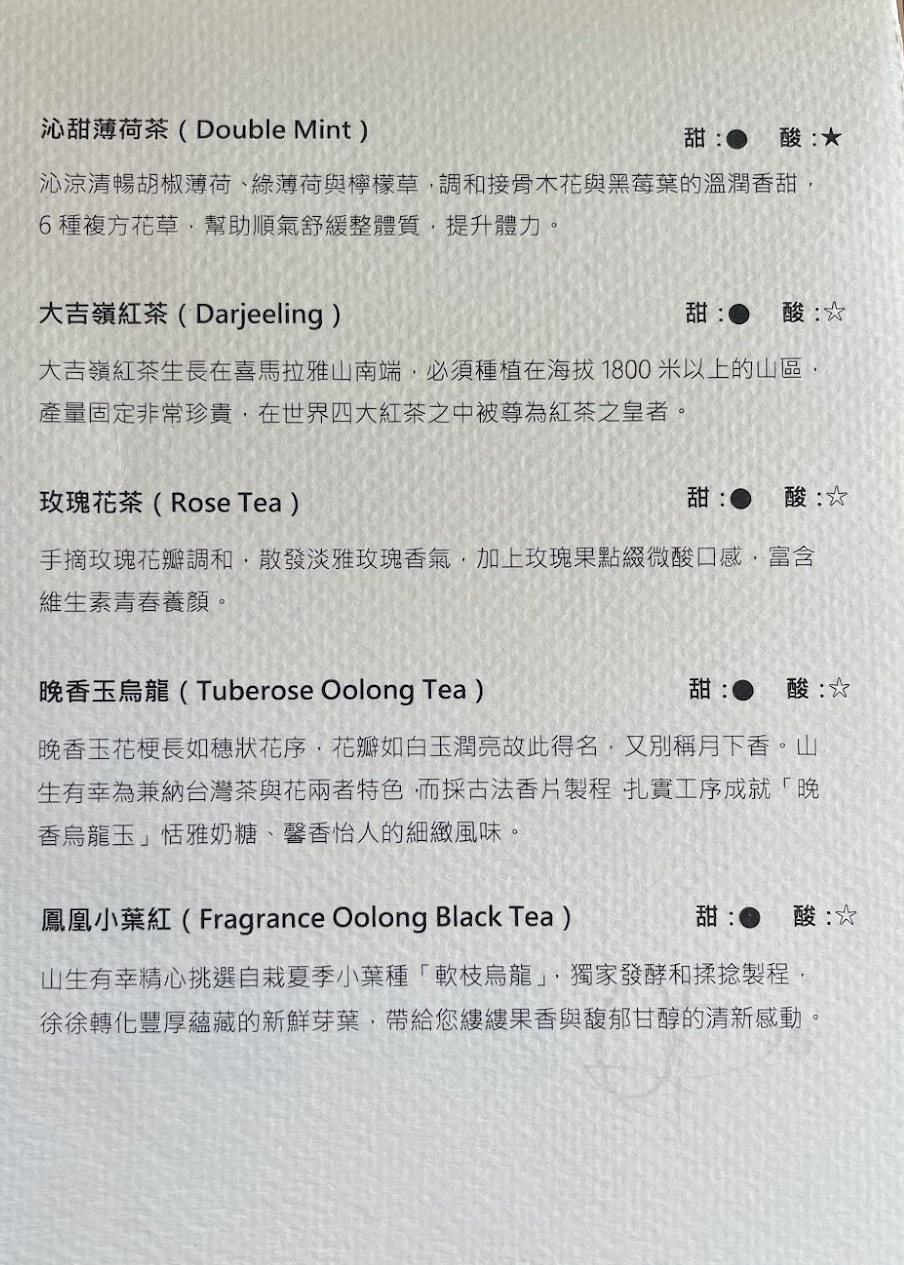 沁甜薄荷茶（Double Mint）　甜：●　酸：★
沁涼清暢胡椒薄荷、綠薄荷與檸檬草，調和接骨木花與黑莓葉的溫潤香甜，
6 種複方花草，幫助順氣舒緩整體質，提升體力。
大吉嶺紅茶（Darjeeling）　甜：●　酸：☆
大吉嶺紅茶生長在喜馬拉雅山南端，必須種植在海拔 1800 米以上的山區，
產量固定非常珍貴，在世界四大紅茶之中被尊為紅茶之皇者。
玫瑰花茶（Rose Tea）　甜：●　酸：☆
手摘玫瑰花瓣調和，散發淡雅玫瑰香氣，加上玫瑰果點綴微酸口感，富含
維生素青春養顏。
晚香玉烏龍（Tuberose Oolong Tea）　甜：●　酸：☆
晚香玉花梗長如穗狀花序，花瓣如白玉潤亮故此得名，又別稱月下香。山
生有幸為兼納台灣茶與花兩者特色，而採古法香片製程，扎實工序成就「晚
香烏龍玉」恬雅奶糖、馨香怡人的細緻風味。
鳳凰小葉紅（Fragrance Oolong Black Tea）　甜：●　酸：☆
山生有幸精心挑選自栽夏季小葉種「軟枝烏龍」，獨家發酵和揉捻製程，
徐徐轉化豐厚蘊藏的新鮮芽葉，帶給您縷縷果香與馥郁甘醇的清新感動。